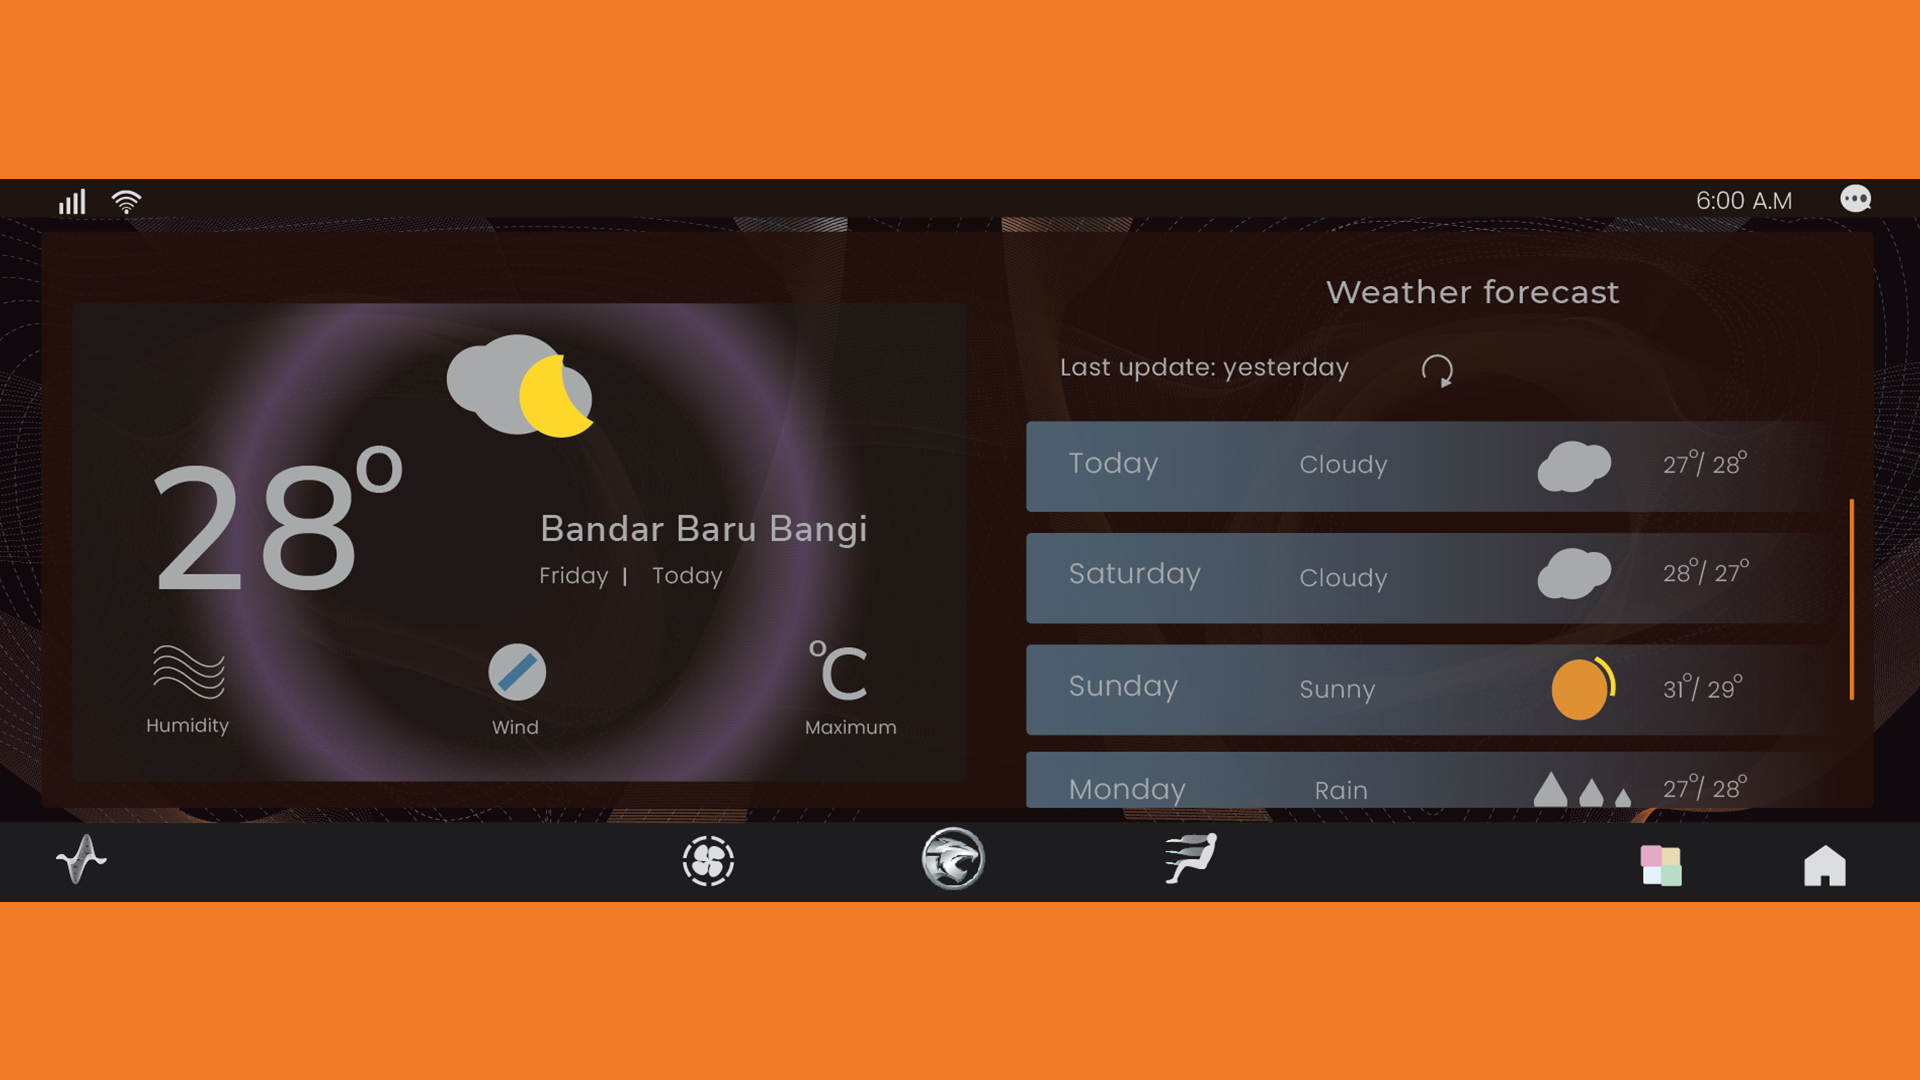 6:00 A.M
28°
Bandar Baru Bangi
Friday | Today
Humidity
Wind
°C
Maximum
Weather forecast
Last update: yesterday
Today Cloudy 27°/ 28°
Saturday Cloudy 28°/ 27°
Sunday Sunny 31°/ 29°
Monday Rain 27°/ 28°